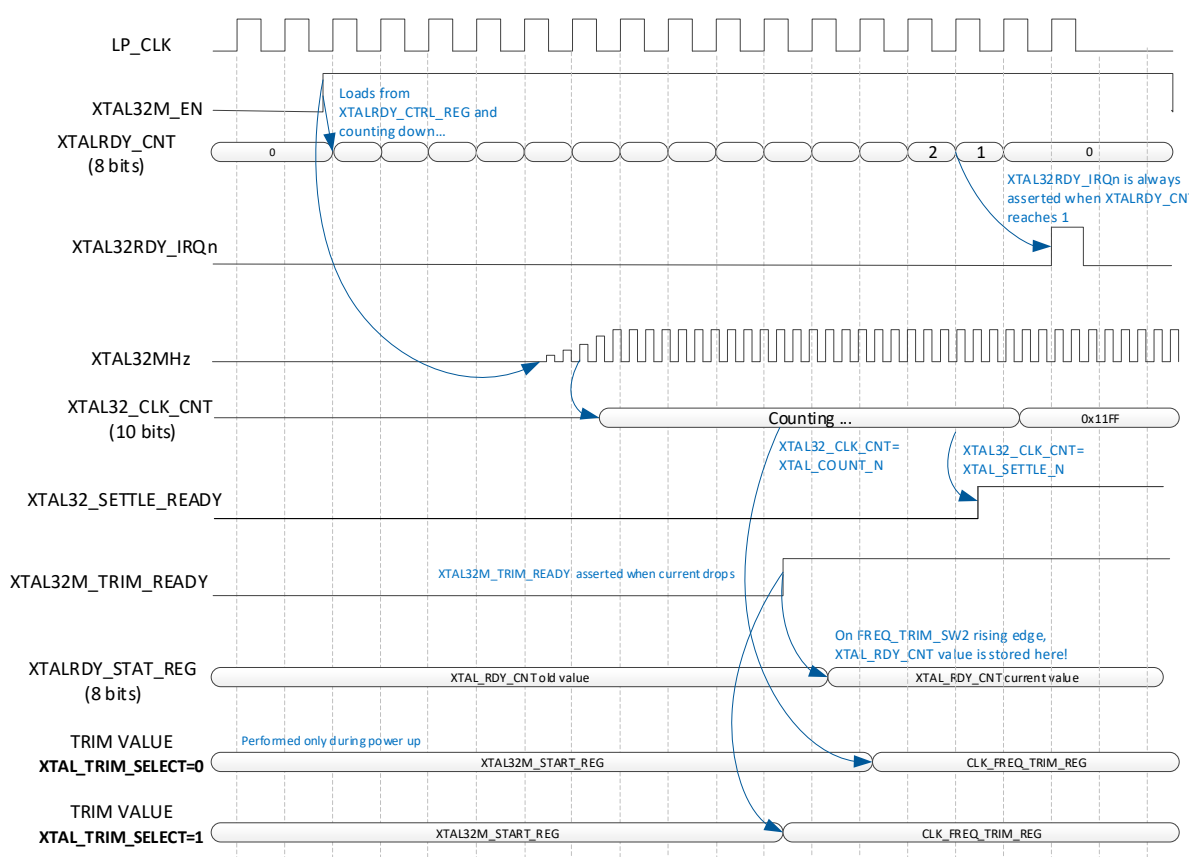 LP_CLK
XTAL32M_EN
Loads from
XTALRDY_CTRL_REG and
counting down…
XTALRDY_CNT
(8 bits)
0
2
1
0
XTAL32RDY_IRQn is always
asserted when XTALRDY_CNT
reaches 1
XTAL32RDY_IRQn
XTAL32MHz
XTAL32_CLK_CNT
(10 bits)
Counting ...
0x11FF
XTAL32_CLK_CNT=
XTAL_COUNT_N
XTAL32_CLK_CNT=
XTAL_SETTLE_N
XTAL32_SETTLE_READY
XTAL32M_TRIM_READY
XTAL32M_TRIM_READY asserted when current drops
On FREQ_TRIM_SW2 rising edge,
XTAL_RDY_CNT value is stored here!
XTALRDY_STAT_REG
(8 bits)
XTAL_RDY_CNT old value
XTAL_RDY_CNT current value
TRIM VALUE
XTAL_TRIM_SELECT=0
Performed only during power up
XTAL32M_START_REG
CLK_FREQ_TRIM_REG
TRIM VALUE
XTAL_TRIM_SELECT=1
XTAL32M_START_REG
CLK_FREQ_TRIM_REG